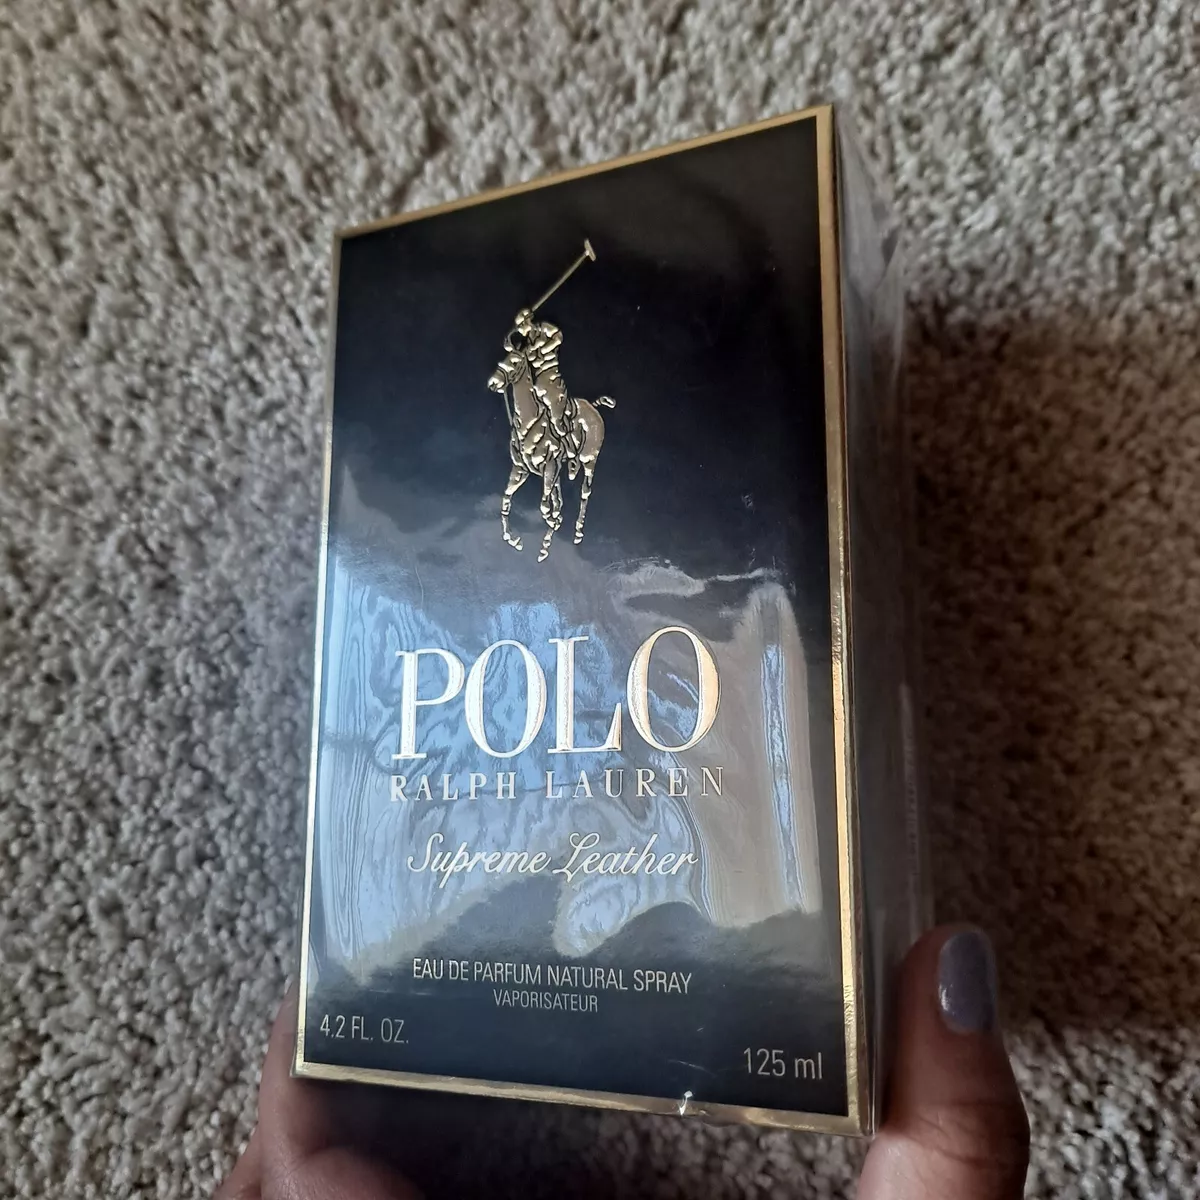 POLO
RALPH LAUREN
Supreme Leather
EAU DE PARFUM NATURAL SPRAY
VAPORISATEUR
4.2 FL. OZ.
125 ml